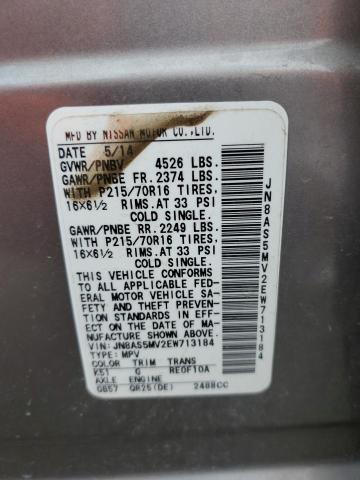 MFD BY NISSAN MOTOR CO.,LTD.
DATE 5/14
GVWR/PNBV 4526 LBS.
GAWR/PNBE FR. 2374 LBS.
WITH P215/70R16 TIRES,
16X6½ RIMS.AT 33 PSI
COLD SINGLE.
GAWR/PNBE RR. 2249 LBS.
WITH P215/70R16 TIRES,
16X6½ RIMS.AT 33 PSI
COLD SINGLE.
THIS VEHICLE CONFORMS
TO ALL APPLICABLE FED-
ERAL MOTOR VEHICLE SA-
FETY AND THEFT PREVEN-
TION STANDARDS IN EFF-
ECT ON THE DATE OF MA-
NUFACTURE SHOWN ABOVE.
VIN: JN8AS5MV2EW713184
TYPE: MPV
COLOR TRIM TRANS
K51 G RE0F10A
AXLE ENGINE
GB57 QR25(DE) 2488CC
JN8AS5MV2EW713184